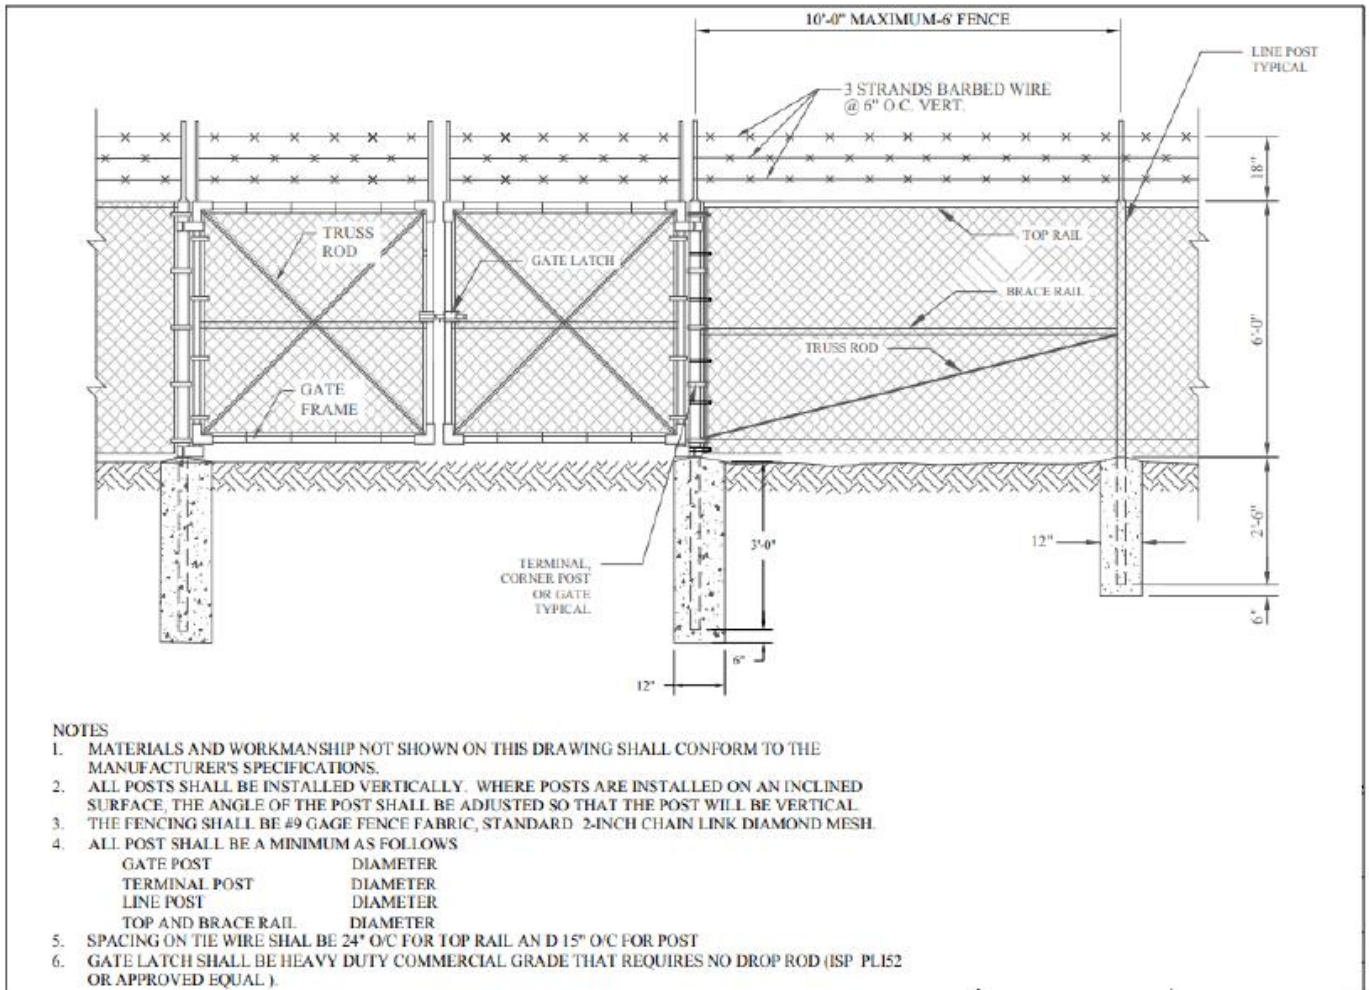 10'-0" MAXIMUM-6' FENCE
LINE POST
TYPICAL
3 STRANDS BARBED WIRE
@ 6" O.C. VERT.
18"
TRUSS
ROD
GATE LATCH
TOP RAIL
BRACE RAIL
6'-0"
TRUSS ROD
GATE
FRAME
3'-0"
12"
2'-6"
TERMINAL,
CORNER POST
OR GATE
TYPICAL
6"
6"
12"
NOTES
1. MATERIALS AND WORKMANSHIP NOT SHOWN ON THIS DRAWING SHALL CONFORM TO THE
MANUFACTURER'S SPECIFICATIONS.
2. ALL POSTS SHALL BE INSTALLED VERTICALLY. WHERE POSTS ARE INSTALLED ON AN INCLINED
SURFACE, THE ANGLE OF THE POST SHALL BE ADJUSTED SO THAT THE POST WILL BE VERTICAL.
3. THE FENCING SHALL BE #9 GAGE FENCE FABRIC, STANDARD 2-INCH CHAIN LINK DIAMOND MESH.
4. ALL POST SHALL BE A MINIMUM AS FOLLOWS
GATE POST DIAMETER
TERMINAL POST DIAMETER
LINE POST DIAMETER
TOP AND BRACE RAIL DIAMETER
5. SPACING ON TIE WIRE SHAL BE 24" O/C FOR TOP RAIL AN D 15" O/C FOR POST
6. GATE LATCH SHALL BE HEAVY DUTY COMMERCIAL GRADE THAT REQUIRES NO DROP ROD (ISP PLI52
OR APPROVED EQUAL ).